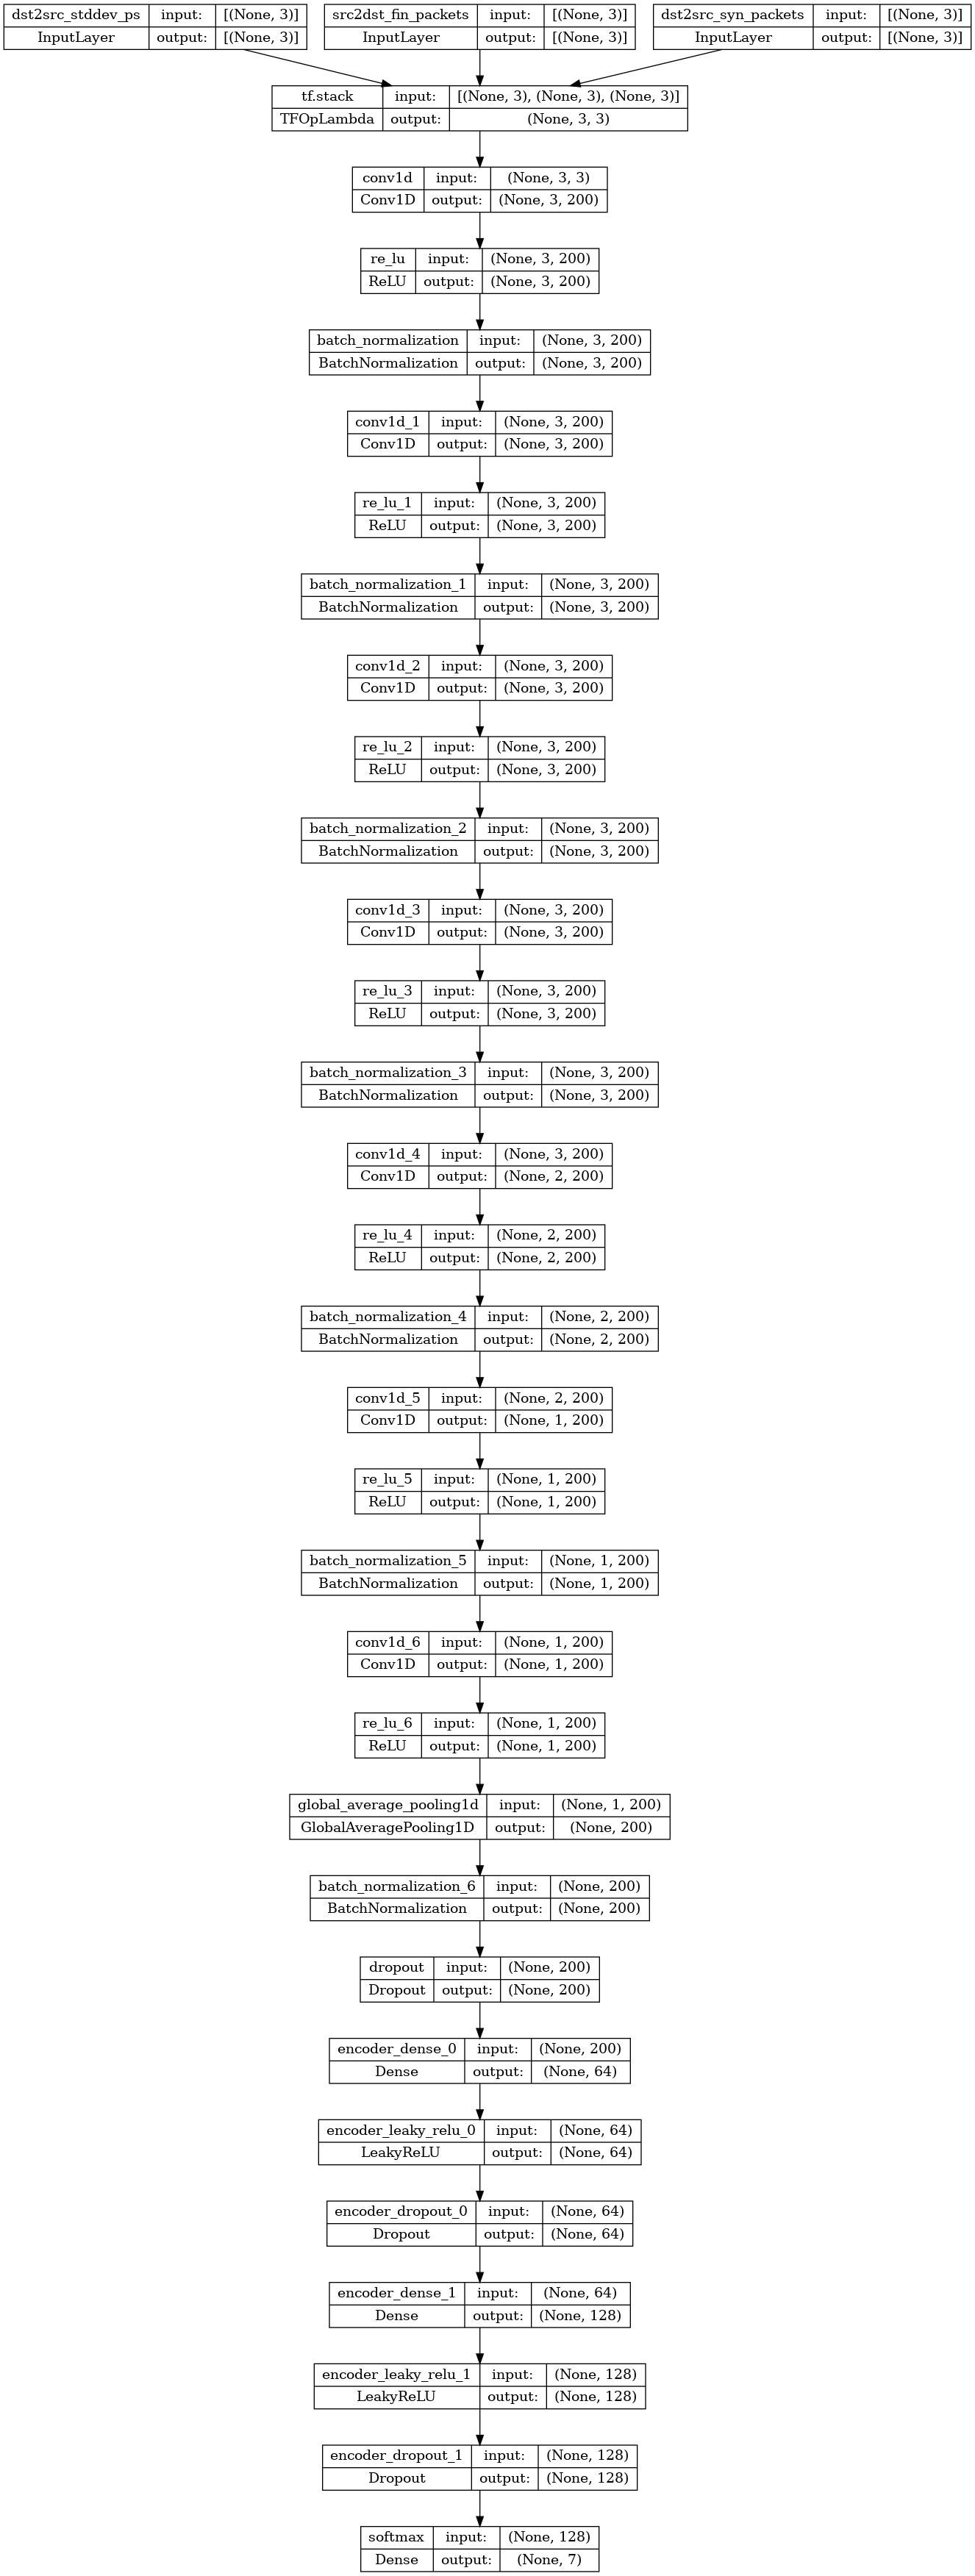 dst2src_stddev_ps input: [(None, 3)]
InputLayer output: [(None, 3)]
src2dst_fin_packets input: [(None, 3)]
InputLayer output: [(None, 3)]
dst2src_syn_packets input: [(None, 3)]
InputLayer output: [(None, 3)]
tf.stack input: [(None, 3), (None, 3), (None, 3)]
TFOpLambda output: (None, 3, 3)
conv1d input: (None, 3, 3)
Conv1D output: (None, 3, 200)
re_lu input: (None, 3, 200)
ReLU output: (None, 3, 200)
batch_normalization input: (None, 3, 200)
BatchNormalization output: (None, 3, 200)
conv1d_1 input: (None, 3, 200)
Conv1D output: (None, 3, 200)
re_lu_1 input: (None, 3, 200)
ReLU output: (None, 3, 200)
batch_normalization_1 input: (None, 3, 200)
BatchNormalization output: (None, 3, 200)
conv1d_2 input: (None, 3, 200)
Conv1D output: (None, 3, 200)
re_lu_2 input: (None, 3, 200)
ReLU output: (None, 3, 200)
batch_normalization_2 input: (None, 3, 200)
BatchNormalization output: (None, 3, 200)
conv1d_3 input: (None, 3, 200)
Conv1D output: (None, 3, 200)
re_lu_3 input: (None, 3, 200)
ReLU output: (None, 3, 200)
batch_normalization_3 input: (None, 3, 200)
BatchNormalization output: (None, 3, 200)
conv1d_4 input: (None, 3, 200)
Conv1D output: (None, 2, 200)
re_lu_4 input: (None, 2, 200)
ReLU output: (None, 2, 200)
batch_normalization_4 input: (None, 2, 200)
BatchNormalization output: (None, 2, 200)
conv1d_5 input: (None, 2, 200)
Conv1D output: (None, 1, 200)
re_lu_5 input: (None, 1, 200)
ReLU output: (None, 1, 200)
batch_normalization_5 input: (None, 1, 200)
BatchNormalization output: (None, 1, 200)
conv1d_6 input: (None, 1, 200)
Conv1D output: (None, 1, 200)
re_lu_6 input: (None, 1, 200)
ReLU output: (None, 1, 200)
global_average_pooling1d input: (None, 1, 200)
GlobalAveragePooling1D output: (None, 200)
batch_normalization_6 input: (None, 200)
BatchNormalization output: (None, 200)
dropout input: (None, 200)
Dropout output: (None, 200)
encoder_dense_0 input: (None, 200)
Dense output: (None, 64)
encoder_leaky_relu_0 input: (None, 64)
LeakyReLU output: (None, 64)
encoder_dropout_0 input: (None, 64)
Dropout output: (None, 64)
encoder_dense_1 input: (None, 64)
Dense output: (None, 128)
encoder_leaky_relu_1 input: (None, 128)
LeakyReLU output: (None, 128)
encoder_dropout_1 input: (None, 128)
Dropout output: (None, 128)
softmax input: (None, 128)
Dense output: (None, 7)